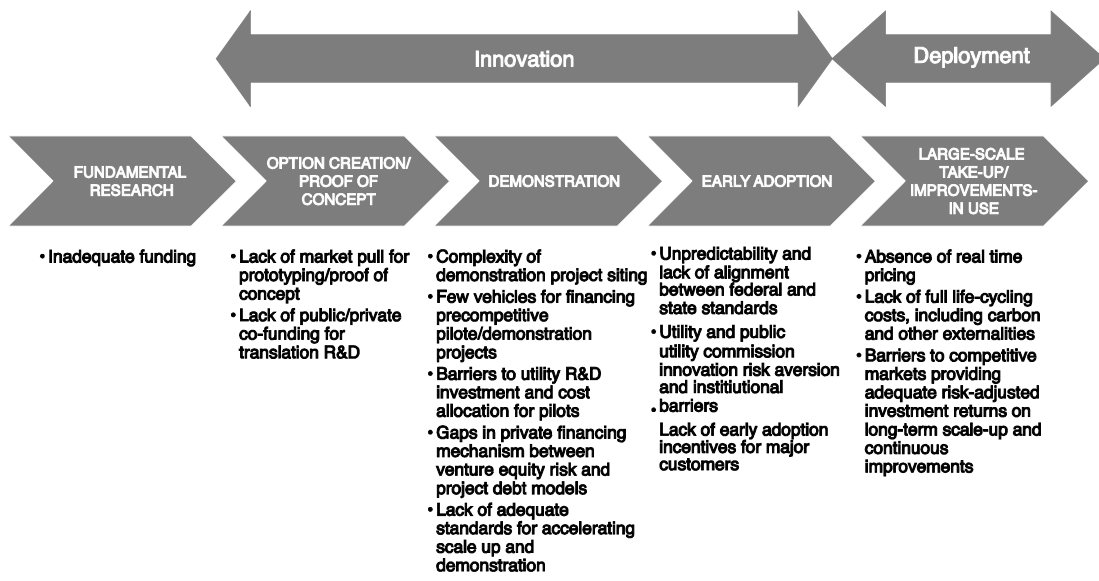 Innovation
Deployment
FUNDAMENTAL
RESEARCH
OPTION CREATION/
PROOF OF
CONCEPT
DEMONSTRATION
EARLY ADOPTION
LARGE-SCALE
TAKE-UP/
IMPROVEMENTS-
IN USE
• Inadequate funding
• Lack of market pull for
prototyping/proof of
concept
• Lack of public/private
co-funding for
translation R&D
• Complexity of
demonstration project siting
• Few vehicles for financing
precompetitive
pilote/demonstration
projects
• Barriers to utility R&D
investment and cost
allocation for pilots
• Gaps in private financing
mechanism between
venture equity risk and
project debt models
• Lack of adequate
standards for accelerating
scale up and
demonstration
• Unpredictability and
lack of alignment
between federal and
state standards
• Utility and public
utility commission
innovation risk aversion
and institutional
• barriers
Lack of early adoption
incentives for major
customers
• Absence of real time
pricing
• Lack of full life-cycling
costs, including carbon
and other externalities
• Barriers to competitive
markets providing
adequate risk-adjusted
investment returns on
long-term scale-up and
continuous
improvements